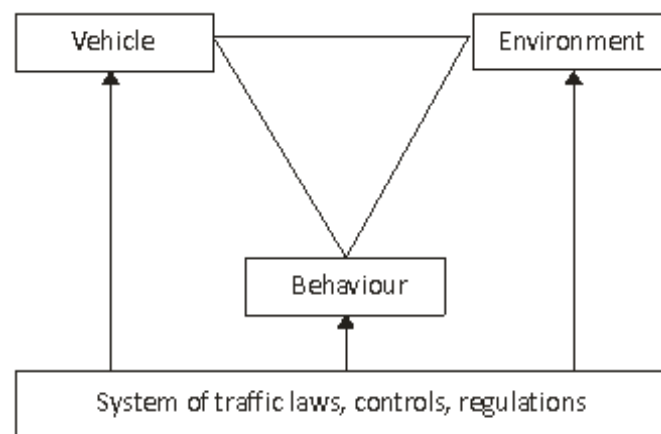 Vehicle
Environment
Behaviour
System of traffic laws, controls, regulations